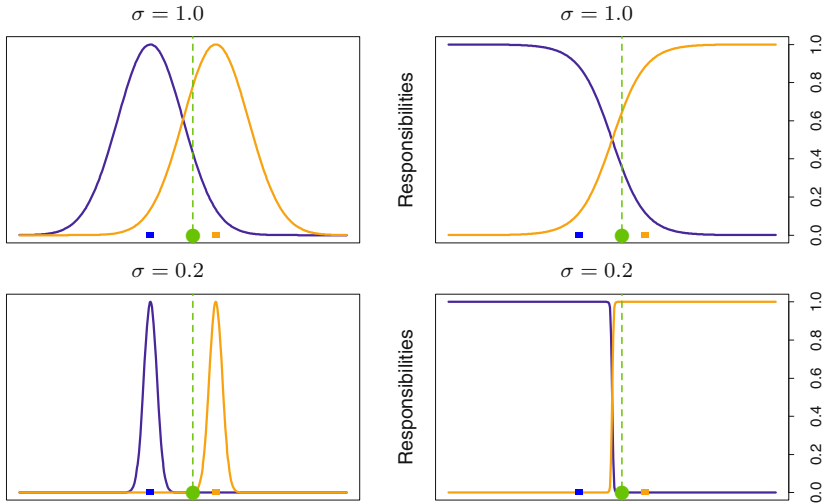 σ = 1.0
σ = 1.0
Responsibilities
0.0 0.2 0.4 0.6 0.8 1.0
σ = 0.2
σ = 0.2
Responsibilities
0.0 0.2 0.4 0.6 0.8 1.0